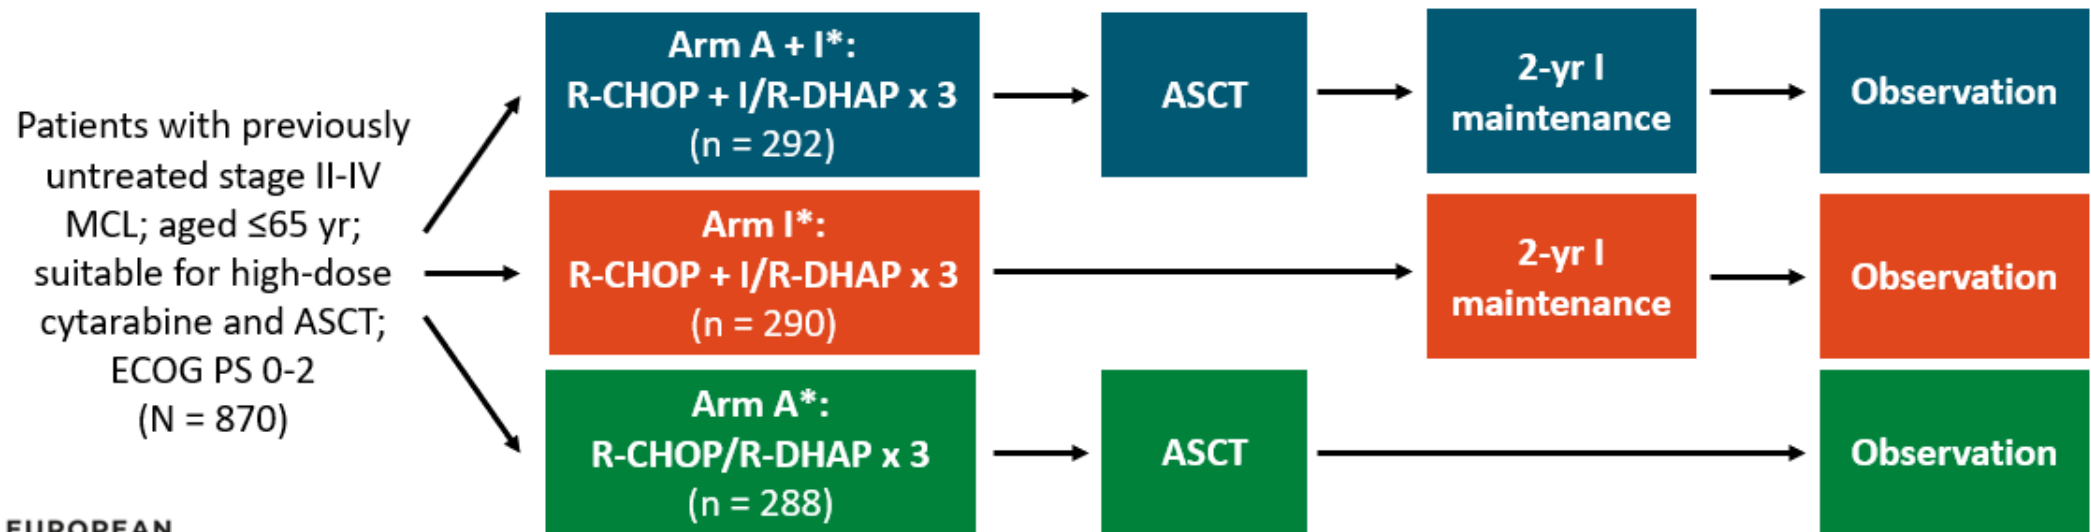 Patients with previously
untreated stage II-IV
MCL; aged ≤65 yr;
suitable for high-dose
cytarabine and ASCT;
ECOG PS 0-2
(N = 870)
Arm A + I*:
R-CHOP + I/R-DHAP x 3
(n = 292)
ASCT
2-yr I
maintenance
Observation
Arm I*:
R-CHOP + I/R-DHAP x 3
(n = 290)
2-yr I
maintenance
Observation
Arm A*:
R-CHOP/R-DHAP x 3
(n = 288)
ASCT
Observation
EUROPEAN